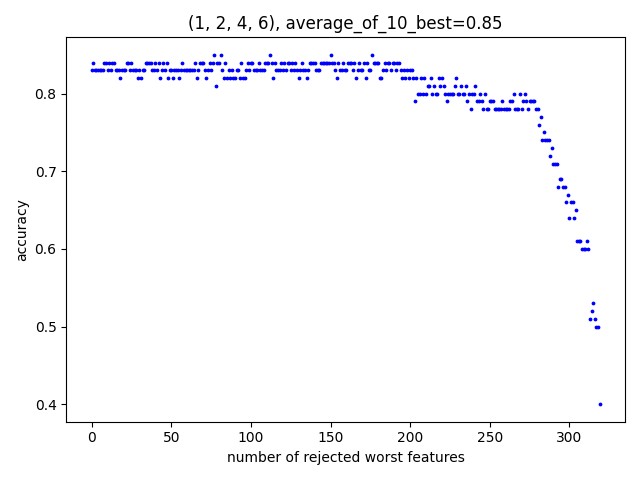 (1, 2, 4, 6), average_of_10_best=0.85
accuracy
0.8
0.7
0.6
0.5
0.4
0 50 100 150 200 250 300
number of rejected worst features